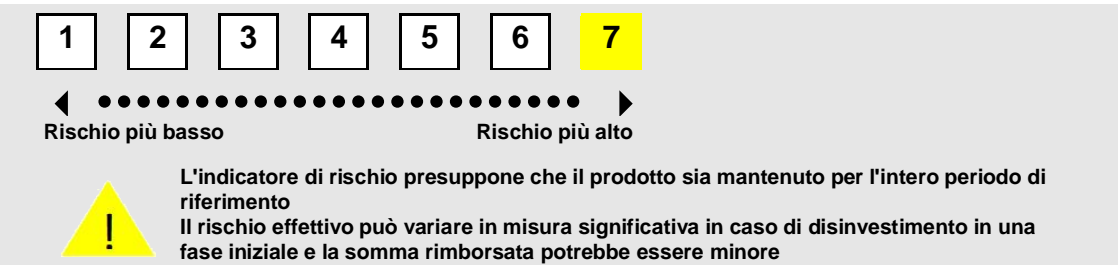 1 2 3 4 5 6 7
Rischio più basso Rischio più alto
L'indicatore di rischio presuppone che il prodotto sia mantenuto per l'intero periodo di
riferimento
Il rischio effettivo può variare in misura significativa in caso di disinvestimento in una
fase iniziale e la somma rimborsata potrebbe essere minore
!